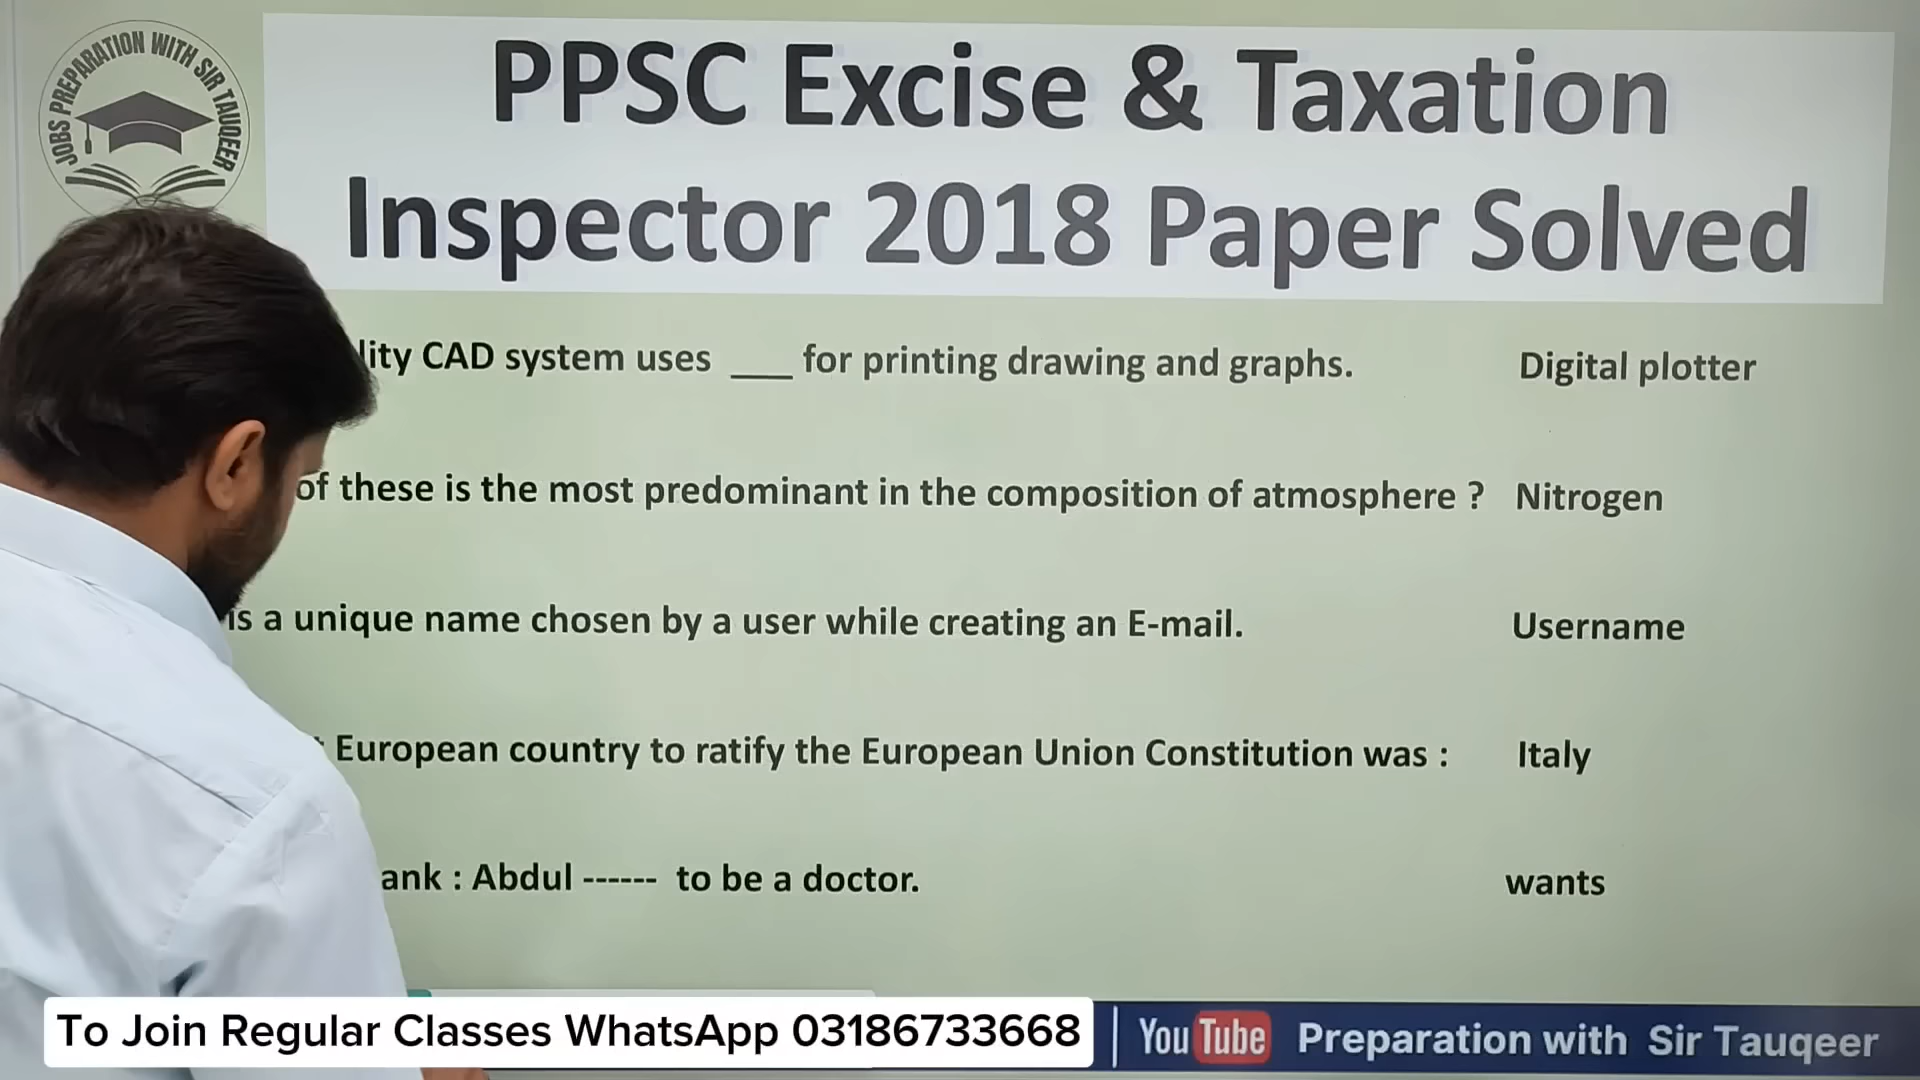 JOBS PREPARATION WITH SIR TAUQEER
PPSC Excise & Taxation
Inspector 2018 Paper Solved
lity CAD system uses ___ for printing drawing and graphs. Digital plotter
of these is the most predominant in the composition of atmosphere ? Nitrogen
is a unique name chosen by a user while creating an E-mail. Username
European country to ratify the European Union Constitution was : Italy
ank : Abdul ------ to be a doctor. wants
To Join Regular Classes WhatsApp 03186733668
YouTube Preparation with Sir Tauqeer